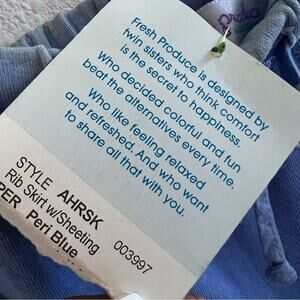 Fresh Produce is designed by
twin sisters who think comfort
is the secret to happiness.
Who decided colorful and fun
beat the alternatives every time.
Who like feeling relaxed
and refreshed. And who want
to share all that with you.
STYLE AHRSK
003997
Rib Skirt w/Sheeting
PER Peri Blue